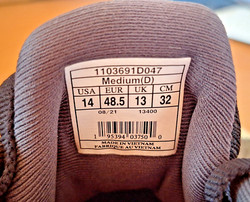 1103691D047
Medium(D)
USA EUR UK CM
14 48.5 13 32
08/21 13400
1 95394 03750 0
MADE IN VIETNAM
FABRIQUE AU VIETNAM